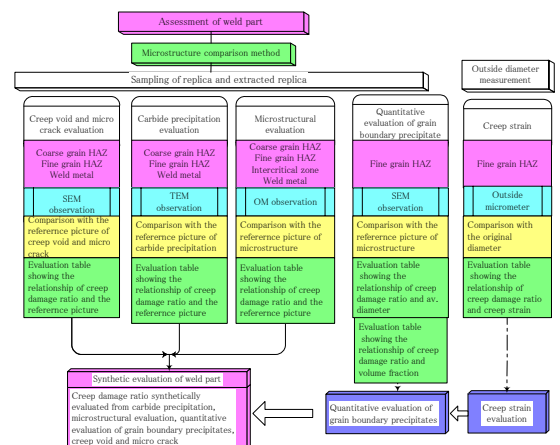 Assessment of weld part
Microstructure comparison method
Sampling of replica and extracted replica
Outside diameter
measurement
Creep void and micro
crack evaluation
Carbide precipitation
evaluation
Microstructural
evaluation
Quantitative
evaluation of grain
boundary precipitate
Creep strain
Coarse grain HAZ
Fine grain HAZ
Weld metal
Coarse grain HAZ
Fine grain HAZ
Weld metal
Coarse grain HAZ
Fine grain HAZ
Intercritical zone
Weld metal
Fine grain HAZ
Fine grain HAZ
SEM
observation
TEM
observation
OM observation
SEM
observation
Outside
micrometer
Comparison with the
refernce picture of
creep void and micro
crack
Comparison with the
refernce picture of
carbide precipitation
Comparison with the
refernce picture of
microstructure
Comparison with the
refernce picture of
microstructure
Comparison with
the original
diameter
Evaluation table
showing the
relationship of creep
damage ratio and the
referternce picture
Evaluation table
showing the
relationship of creep
damage ratio and the
referternce picture
Evaluation table
showing the
relationship of creep
damage ratio and the
referternce picture
Evaluation table
showing the
relationship of creep
damage ratio and av.
diameter
Evaluation table
showing the
relationship of
creep damage ratio
and creep strain
Evaluation table
showing the
relationship of creep
damage ratio and
volume fraction
Synthetic evaluation of weld part
Creep damage ratio synthetically
evaluated from carbide precipitation,
microstructural evaluation, quantitative
evaluation of grain boundary precipitates,
creep void and micro crack
Quantitative evaluation of
grain boundary precipitates
Creep strain
evaluation